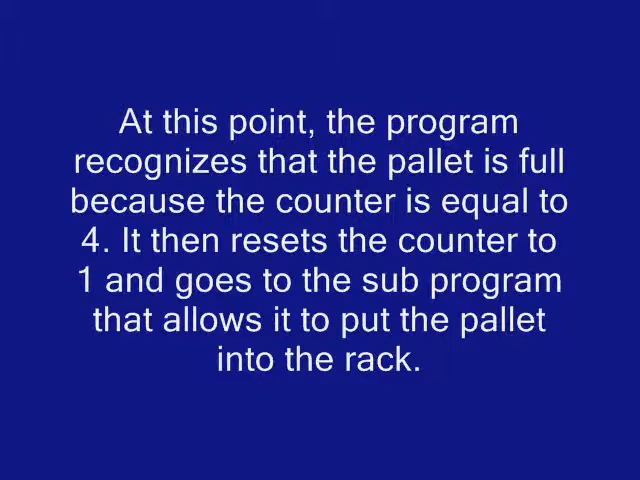 At this point, the program
recognizes that the pallet is full
because the counter is equal to
4. It then resets the counter to
1 and goes to the sub program
that allows it to put the pallet
into the rack.